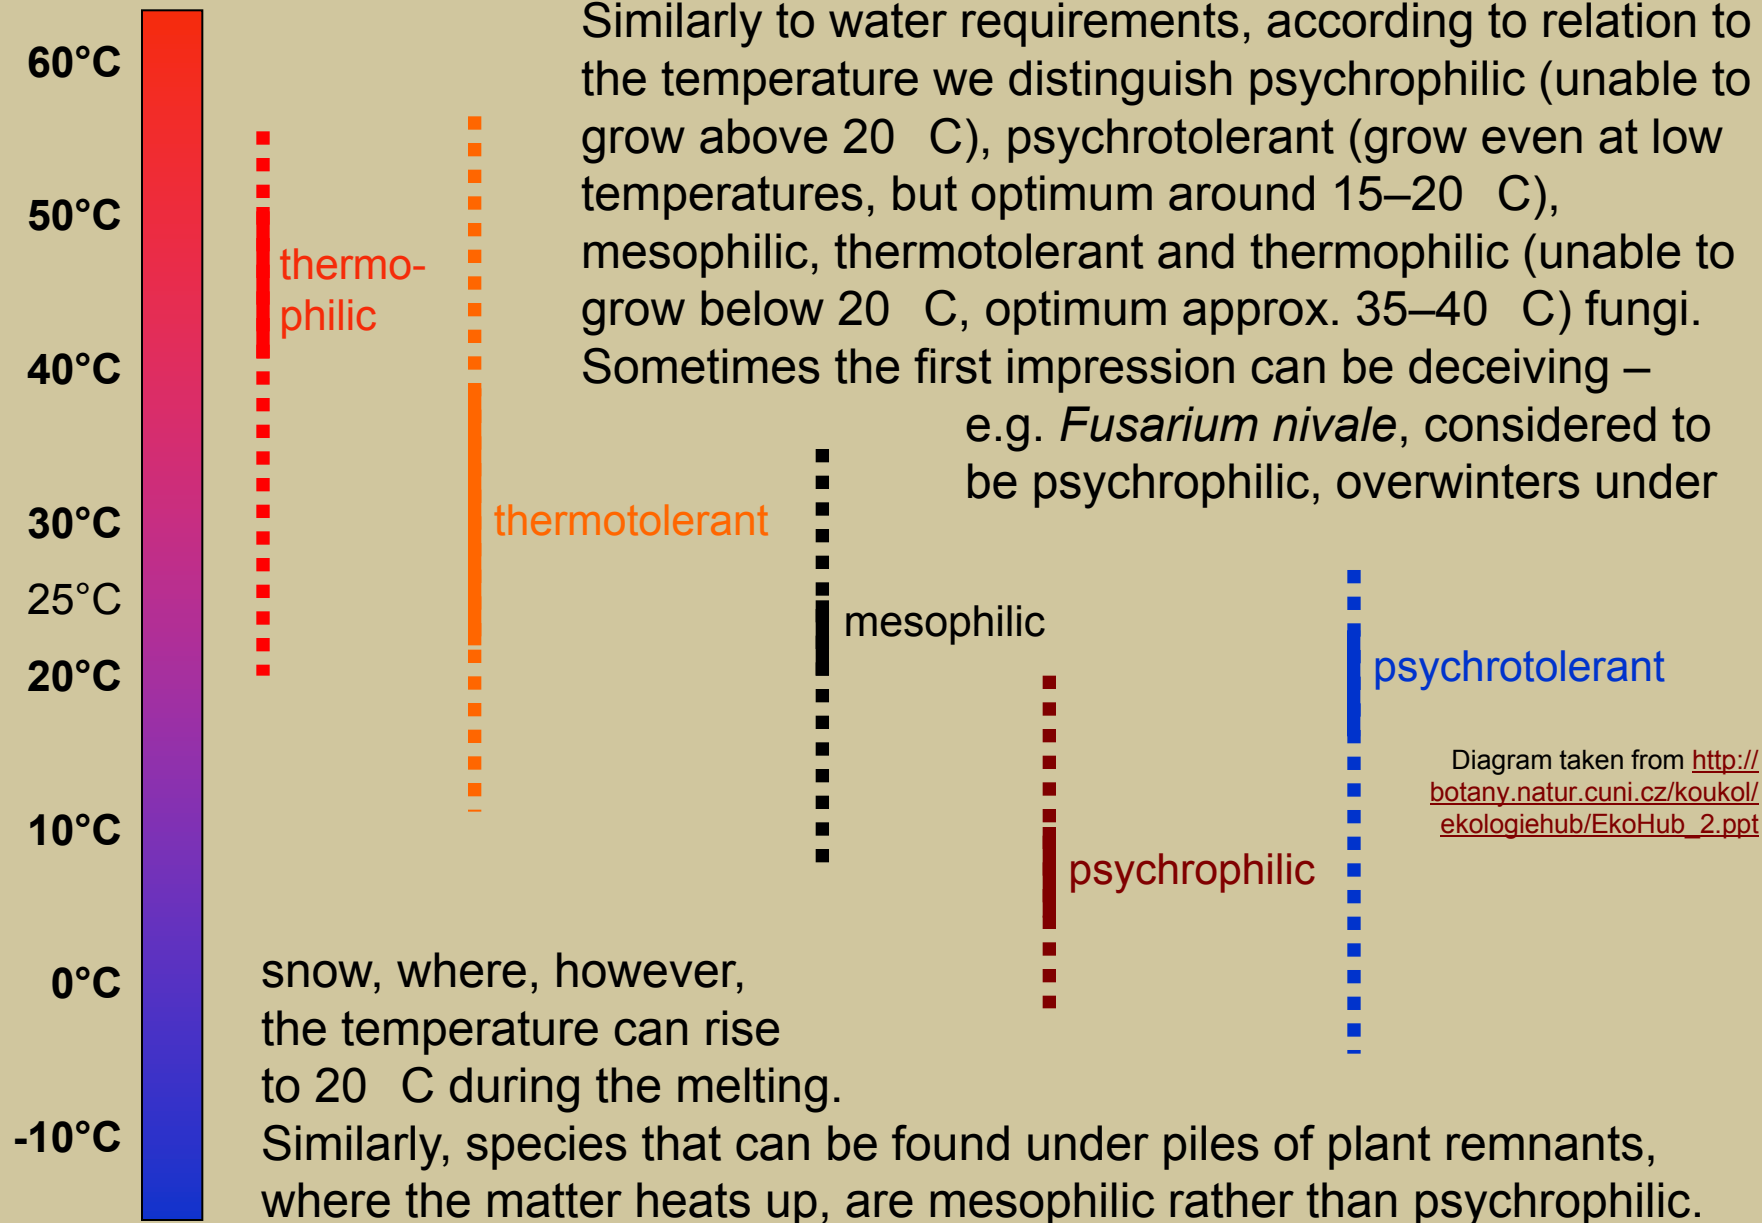 Similarly to water requirements, according to relation to
the temperature we distinguish psychrophilic (unable to
grow above 20 C), psychrotolerant (grow even at low
temperatures, but optimum around 15–20 C),
mesophilic, thermotolerant and thermophilic (unable to
grow below 20 C, optimum approx. 35–40 C) fungi.
Sometimes the first impression can be deceiving –
e.g. Fusarium nivale, considered to
be psychrophilic, overwinters under
snow, where, however,
the temperature can rise
to 20 C during the melting.
Similarly, species that can be found under piles of plant remnants,
where the matter heats up, are mesophilic rather than psychrophilic.
60°C
50°C
40°C
30°C
25°C
20°C
10°C
0°C
-10°C
thermo-
philic
thermotolerant
mesophilic
psychrophilic
psychrotolerant
Diagram taken from http://
botany.natur.cuni.cz/koukol/
ekologiehub/EkoHub_2.ppt